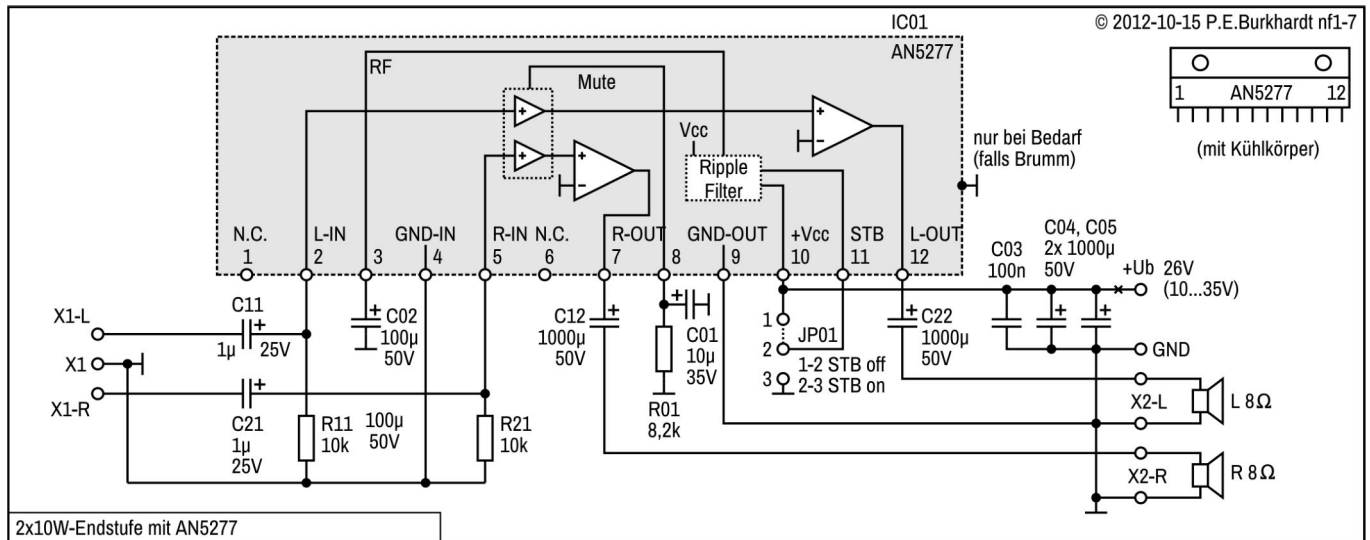 IC01
© 2012-10-15 P.E.Burkhardt nf1-7
AN5277
RF
Mute
1 AN5277 12
(mit Kühlkörper)
nur bei Bedarf
(falls Brumm)
Vcc
Ripple
Filter
+
+
+
−
+
−
N.C.
L-IN
GND-IN
R-IN
N.C.
R-OUT
GND-OUT
+Vcc
STB
L-OUT
1
2
3
4
5
6
7
8
9
10
11
12
C03
100n
C04, C05
2x 1000µ
50V
+Ub
26V
(10...35V)
X1-L
C11
+
1µ
25V
+
C02
100µ
50V
C12
1000µ
50V
+
+
C01
10µ
35V
1
2
3
JP01
1-2 STB off
2-3 STB on
+
C22
1000µ
50V
+
+
GND
X1
X1-R
+
C21
1µ
25V
R11
10k
100µ
50V
R21
10k
R01
8,2k
X2-L
L 8Ω
X2-R
R 8Ω
2x10W-Endstufe mit AN5277